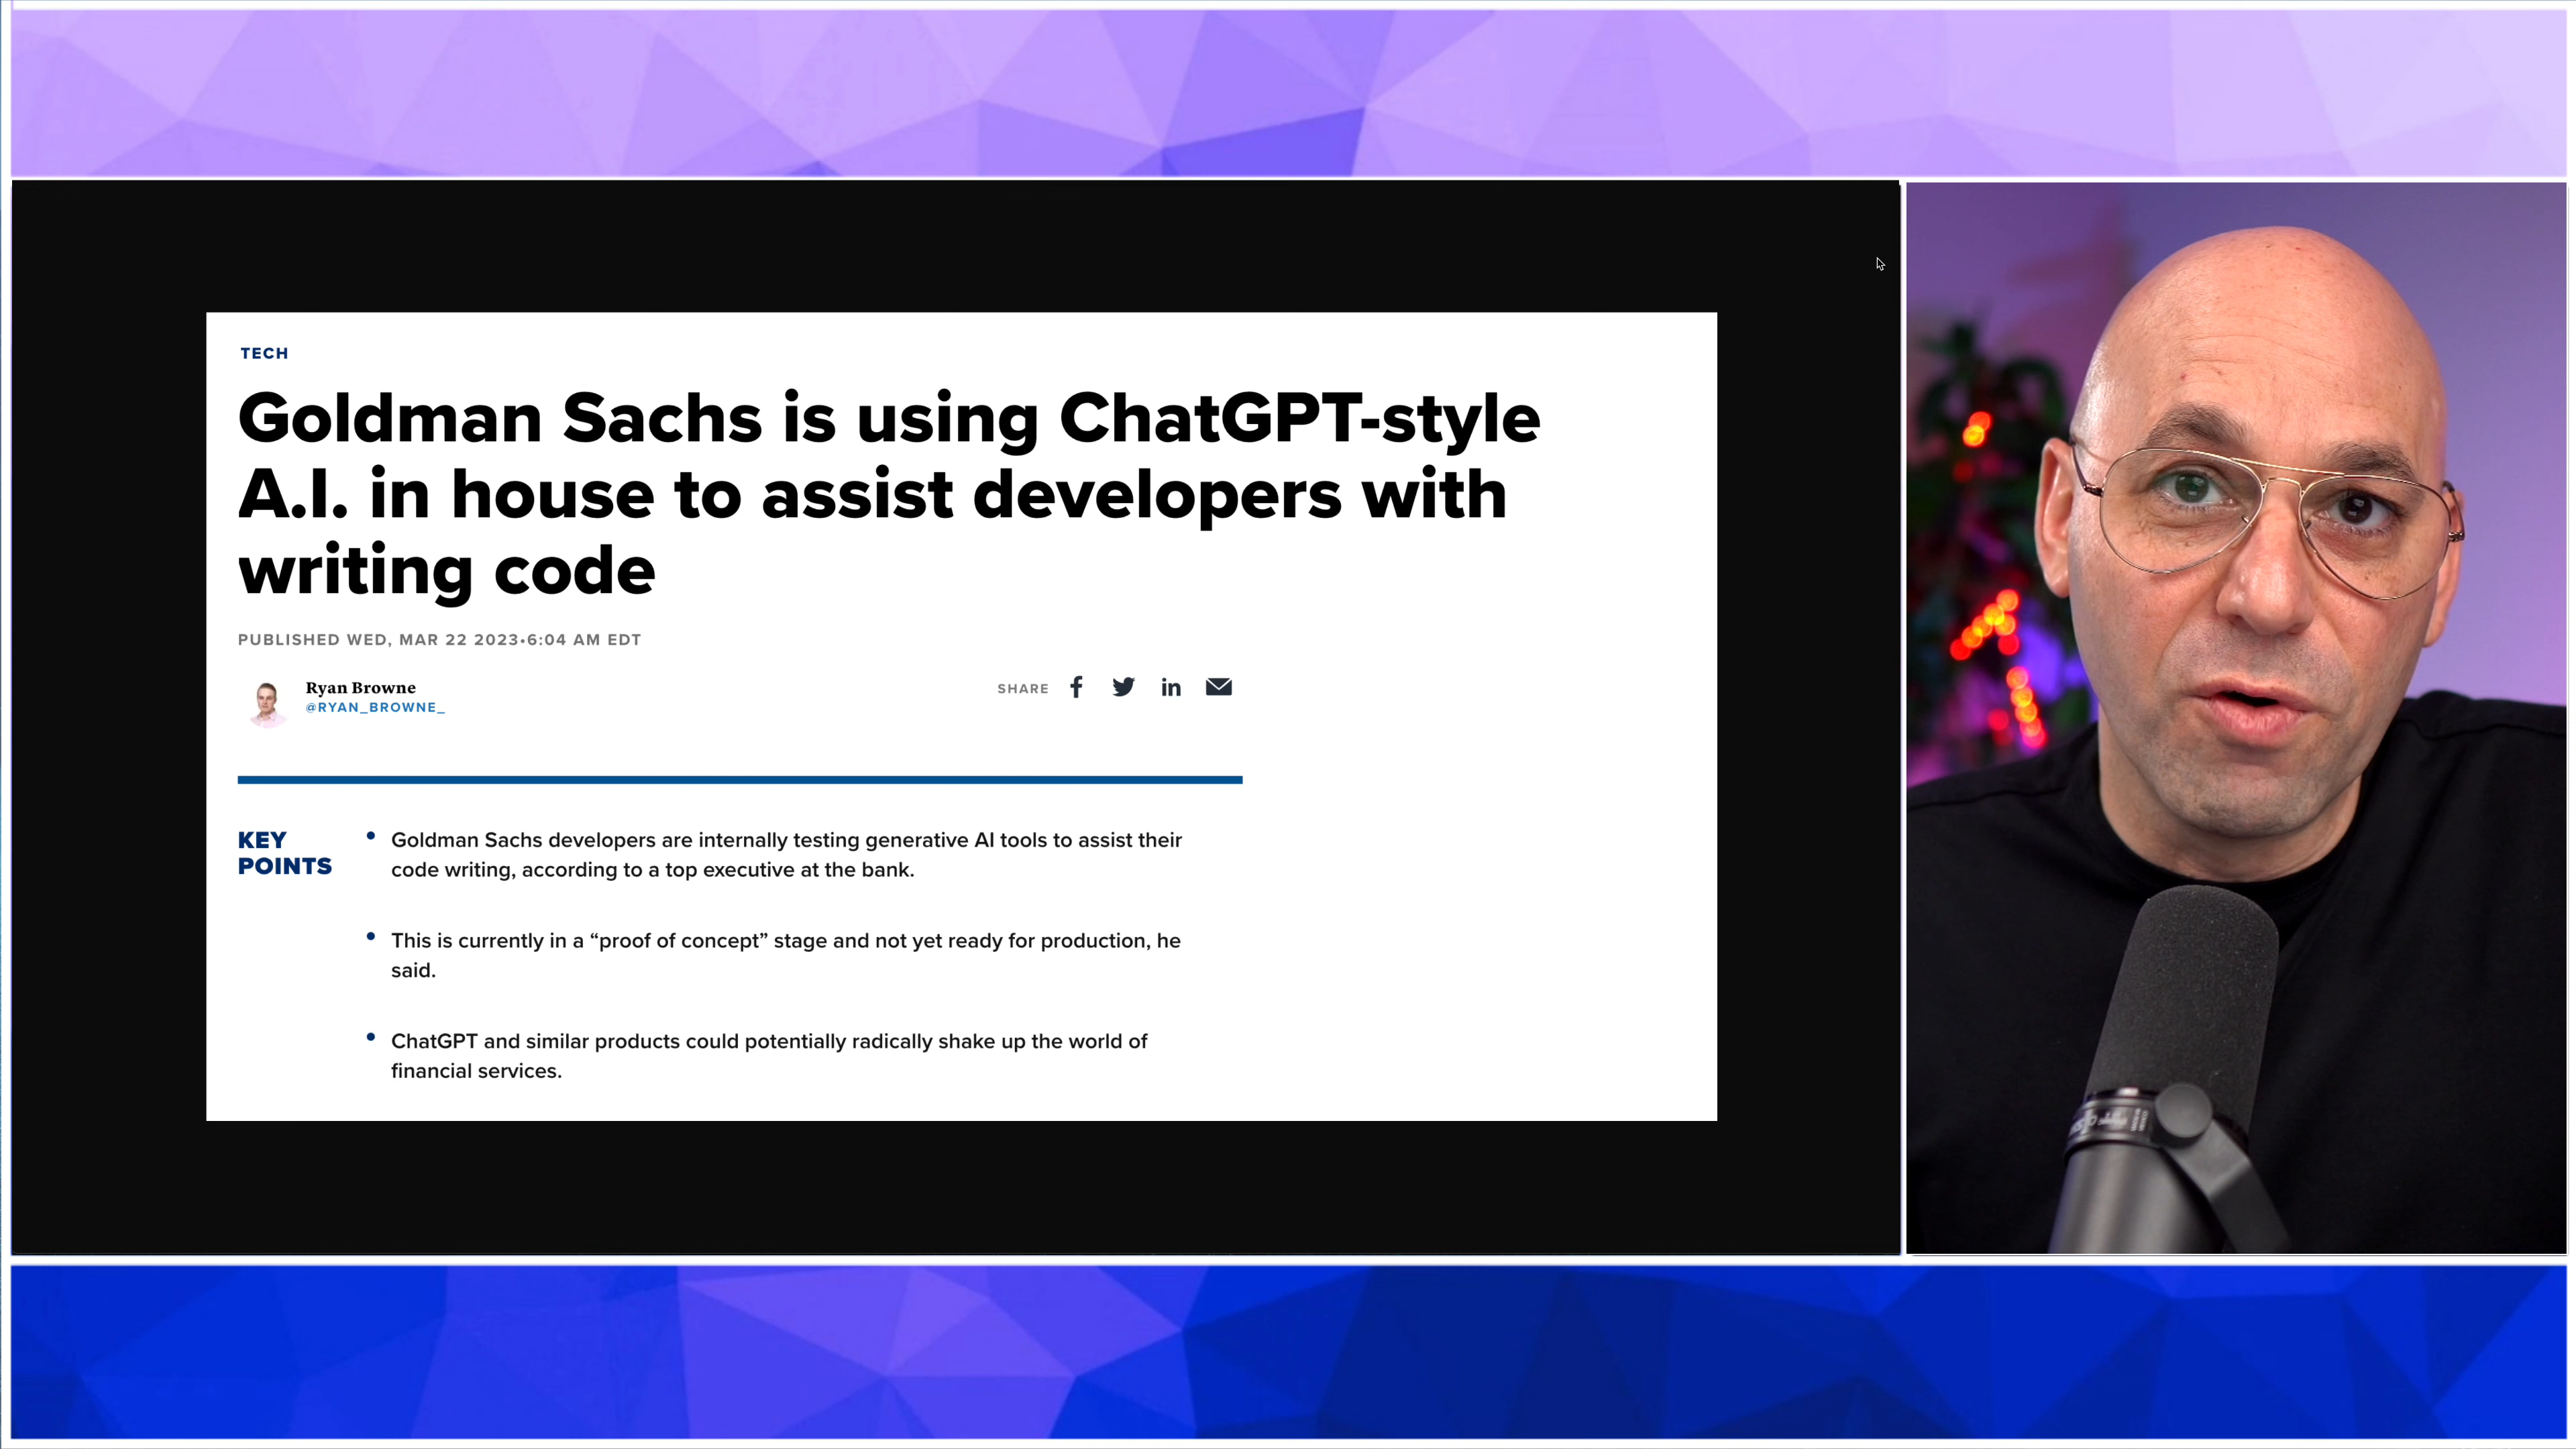 TECH
Goldman Sachs is using ChatGPT-style
A.I. in house to assist developers with
writing code
PUBLISHED WED, MAR 22 2023•6:04 AM EDT
Ryan Browne
@RYAN_BROWNE_
SHARE
KEY
POINTS
• Goldman Sachs developers are internally testing generative AI tools to assist their
code writing, according to a top executive at the bank.
• This is currently in a “proof of concept” stage and not yet ready for production, he
said.
• ChatGPT and similar products could potentially radically shake up the world of
financial services.